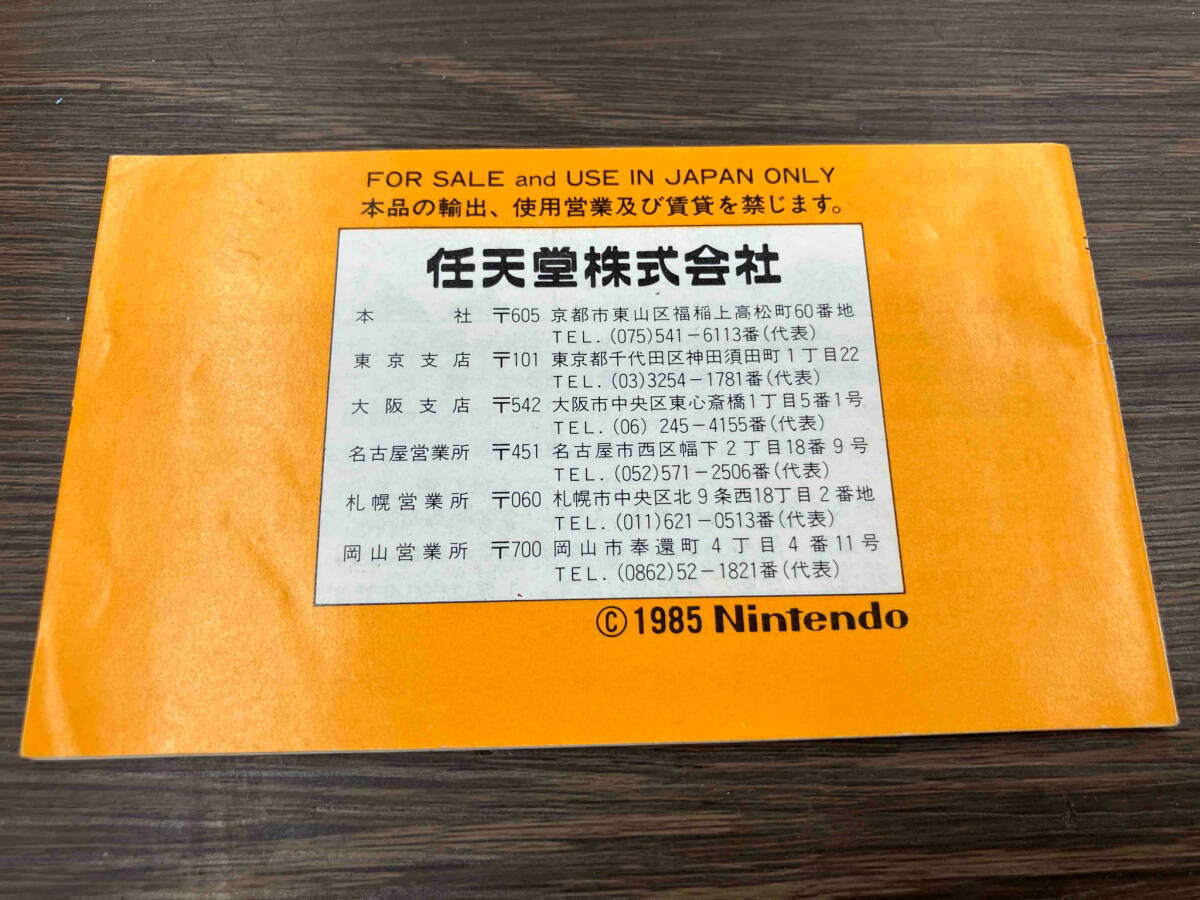 FOR SALE and USE IN JAPAN ONLY
本品の輸出、使用営業及び賃貸を禁じます。
任天堂株式会社
本社 〒605 京都市東山区福稲上高松町60番地
TEL. (075)541-6113番(代表)
東京支店 〒101 東京都千代田区神田須田町1丁目22
TEL. (03)3254-1781番(代表)
大阪支店 〒542 大阪市中央区東心斎橋1丁目5番1号
TEL. (06) 245-4155番(代表)
名古屋営業所 〒451 名古屋市西区幅下2丁目18番9号
TEL. (052)571-2506番(代表)
札幌営業所 〒060 札幌市中央区北9条西18丁目2番地
TEL. (011)621-0513番(代表)
岡山営業所 〒700 岡山市奉還町4丁目4番11号
TEL. (0862)52-1821番(代表)
©1985 Nintendo